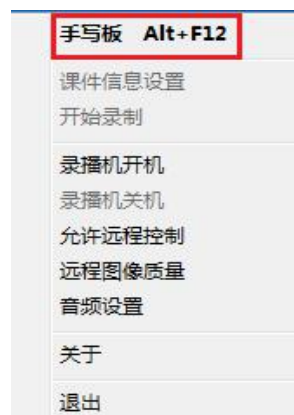 手写板 Alt+F12
课件信息设置
开始录制
录播机开机
录播机关机
允许远程控制
远程图像质量
音频设置
关于
退出